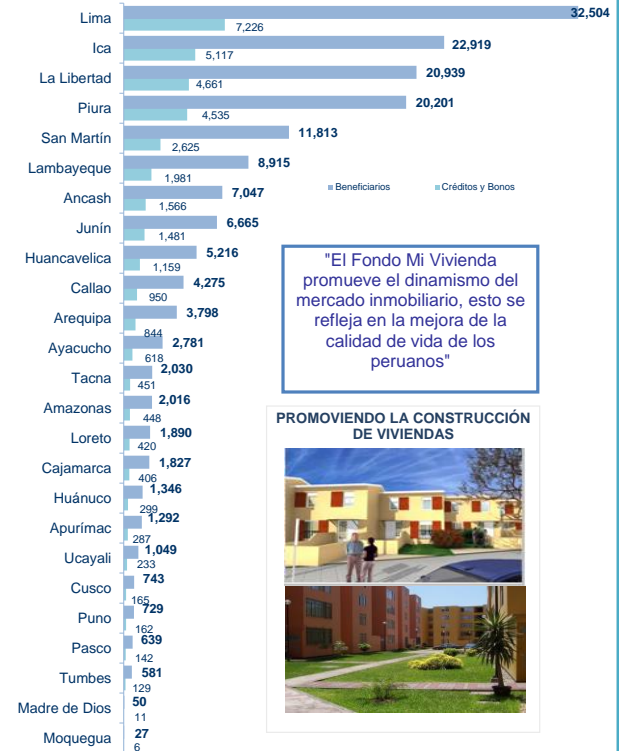 Lima
32,504
7,226
Ica
22,919
5,117
La Libertad
20,939
4,661
Piura
20,201
4,535
San Martín
11,813
2,625
Lambayeque
8,915
1,981
Ancash
7,047
1,566
Beneficiarios
Créditos y Bonos
Junín
6,665
1,481
Huancavelica
5,216
1,159
Callao
4,275
950
Arequipa
3,798
844
Ayacucho
2,781
618
Tacna
2,030
451
Amazonas
2,016
448
Loreto
1,890
420
Cajamarca
1,827
406
Huánuco
1,346
299
Apurímac
1,292
287
Ucayali
1,049
233
Cusco
743
165
Puno
729
162
Pasco
639
142
Tumbes
581
129
Madre de Dios
50
11
Moquegua
27
6
"El Fondo Mi Vivienda
promueve el dinamismo del
mercado inmobiliario, esto se
refleja en la mejora de la
calidad de vida de los
peruanos"
PROMOVIENDO LA CONSTRUCCIÓN
DE VIVIENDAS